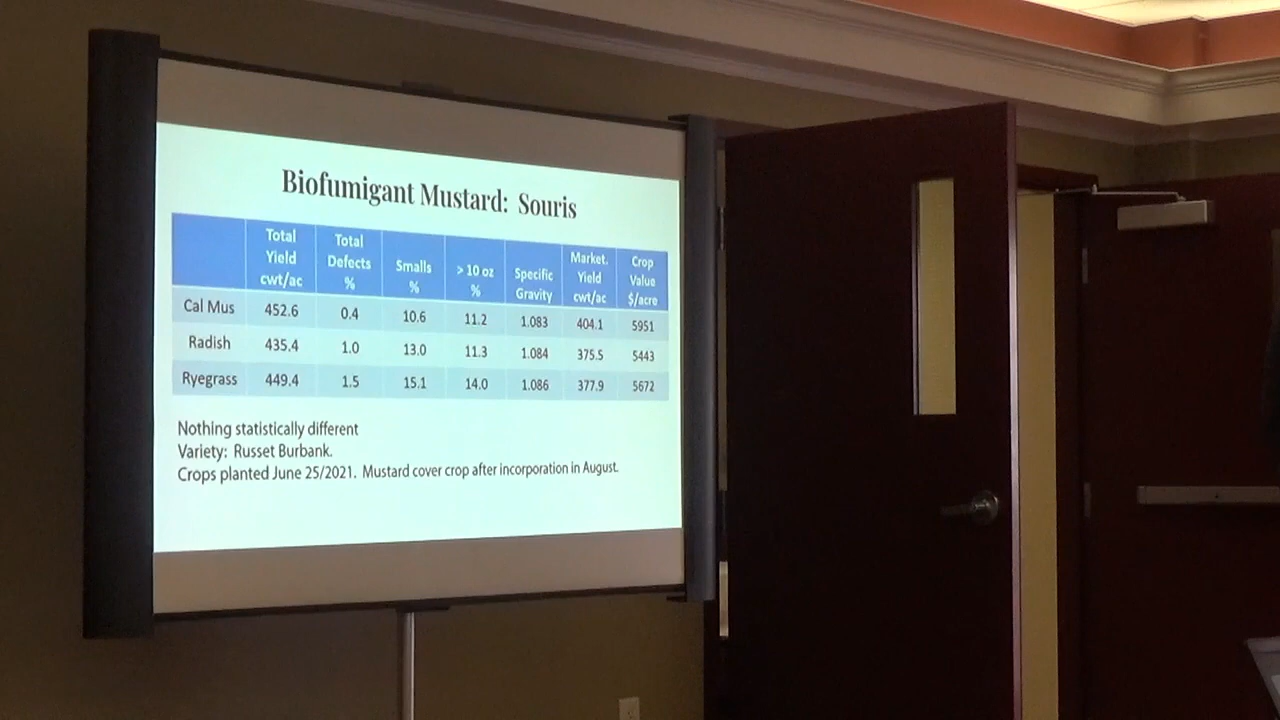 Biofumigant Mustard: Souris
Total Yield cwt/ac Total Defects % Smalls % > 10 oz % Specific Gravity Market. Yield cwt/ac Crop Value $/acre
Cal Mus 452.6 0.4 10.6 11.2 1.083 404.1 5951
Radish 435.4 1.0 13.0 11.3 1.084 375.5 5443
Ryegrass 449.4 1.5 15.1 14.0 1.086 377.9 5672
Nothing statistically different
Variety: Russet Burbank.
Crops planted June 25/2021. Mustard cover crop after incorporation in August.